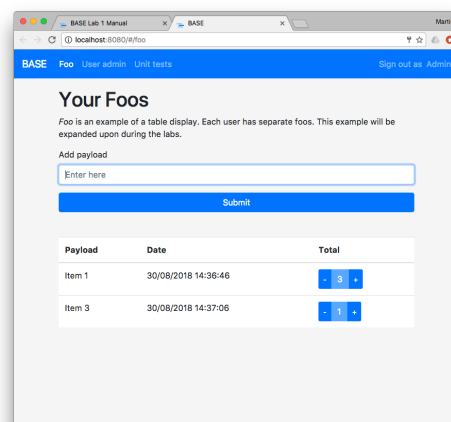 BASE Lab 1 Manual × BASE ×
Marti
localhost:8080/#/foo
BASE Foo User admin Unit tests Sign out as Admin
Your Foos
Foo is an example of a table display. Each user has separate foos. This example will be
expanded upon during the labs.
Add payload
Enter here
Submit
Payload Date Total
Item 1 30/08/2018 14:36:46 - 3 +
Item 3 30/08/2018 14:37:06 - 1 +